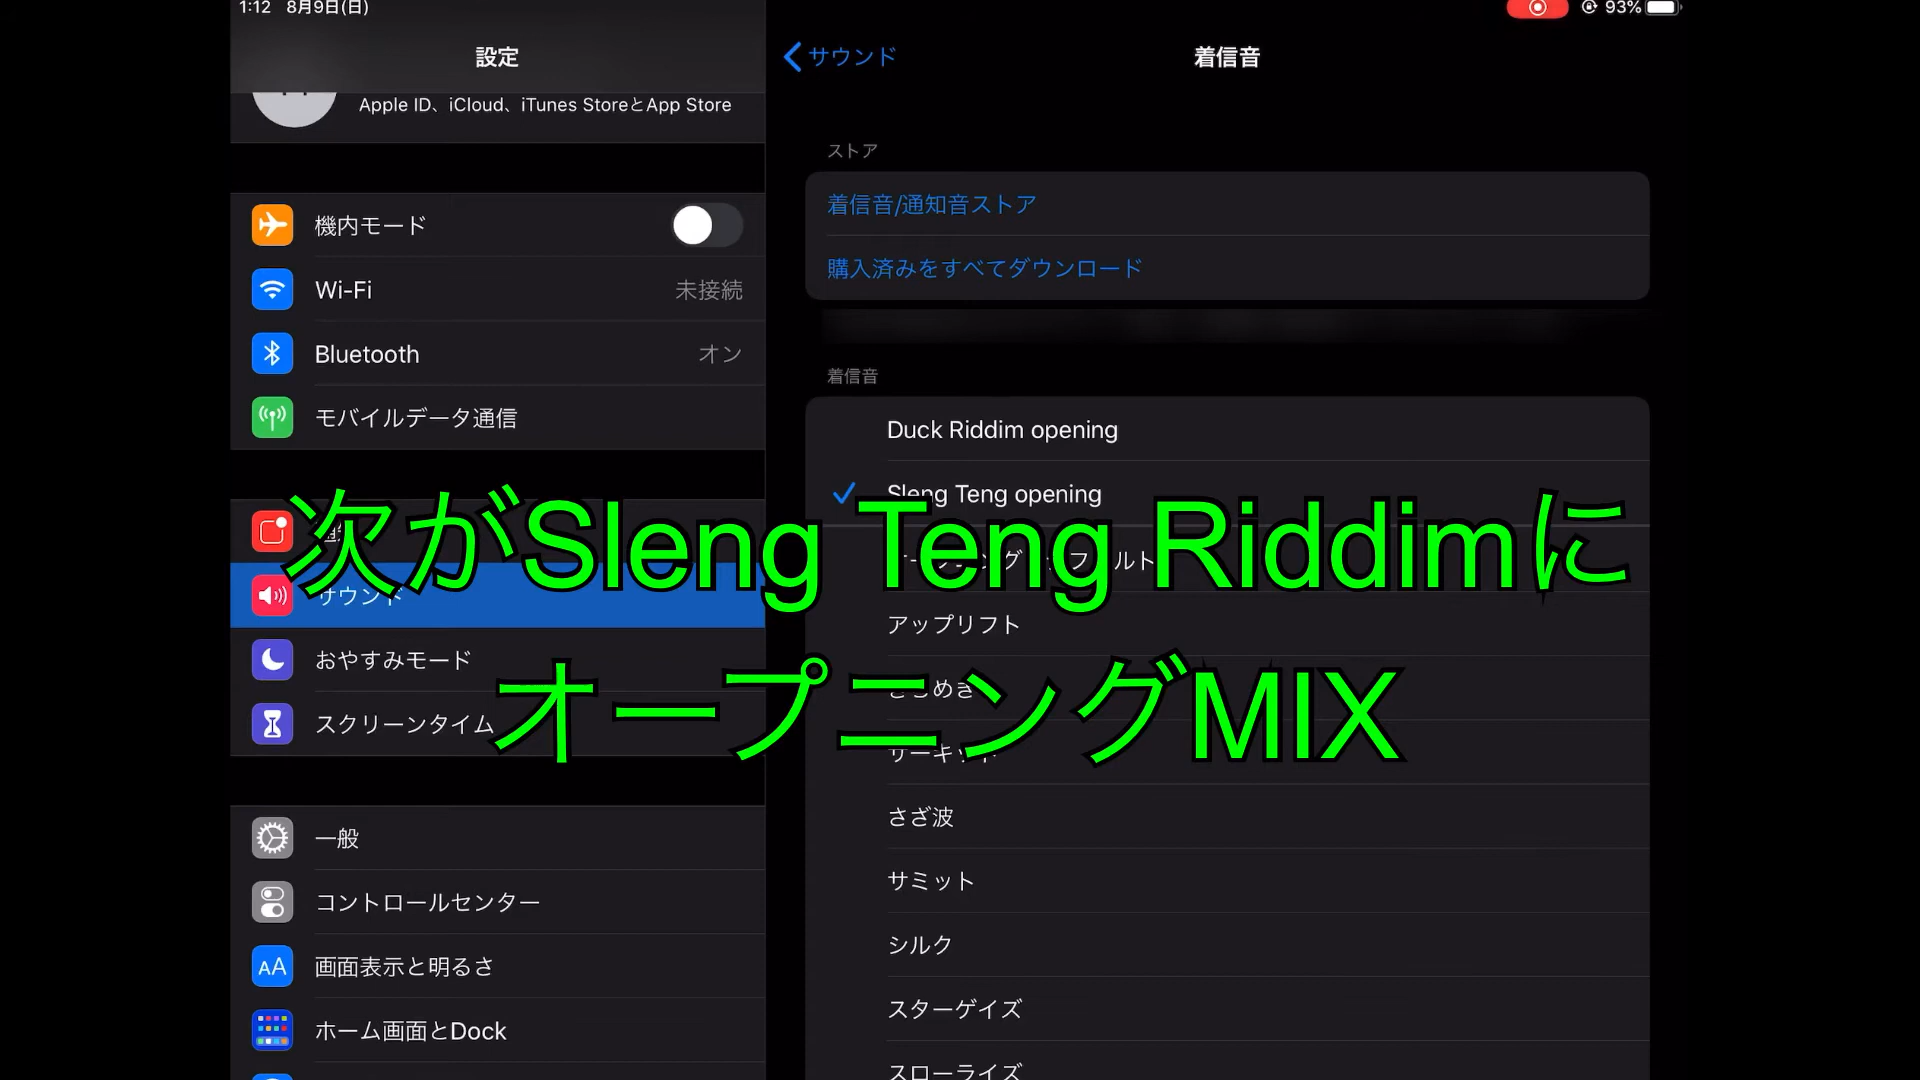 1:12 8月9日(日)
93%
設定
Apple ID、iCloud、iTunes StoreとApp Store
機内モード
Wi-Fi 未接続
Bluetooth オン
モバイルデータ通信
サウンド
おやすみモード
スクリーンタイム
一般
コントロールセンター
画面表示と明るさ
ホーム画面とDock
サウンド
着信音
ストア
着信音/通知音ストア
購入済みをすべてダウンロード
着信音
Duck Riddim opening
Sleng Teng opening
アップリフト
サーキット
さざ波
サミット
シルク
スターゲイズ
スローライズ
次がSleng Teng Riddimに
オープニングMIX